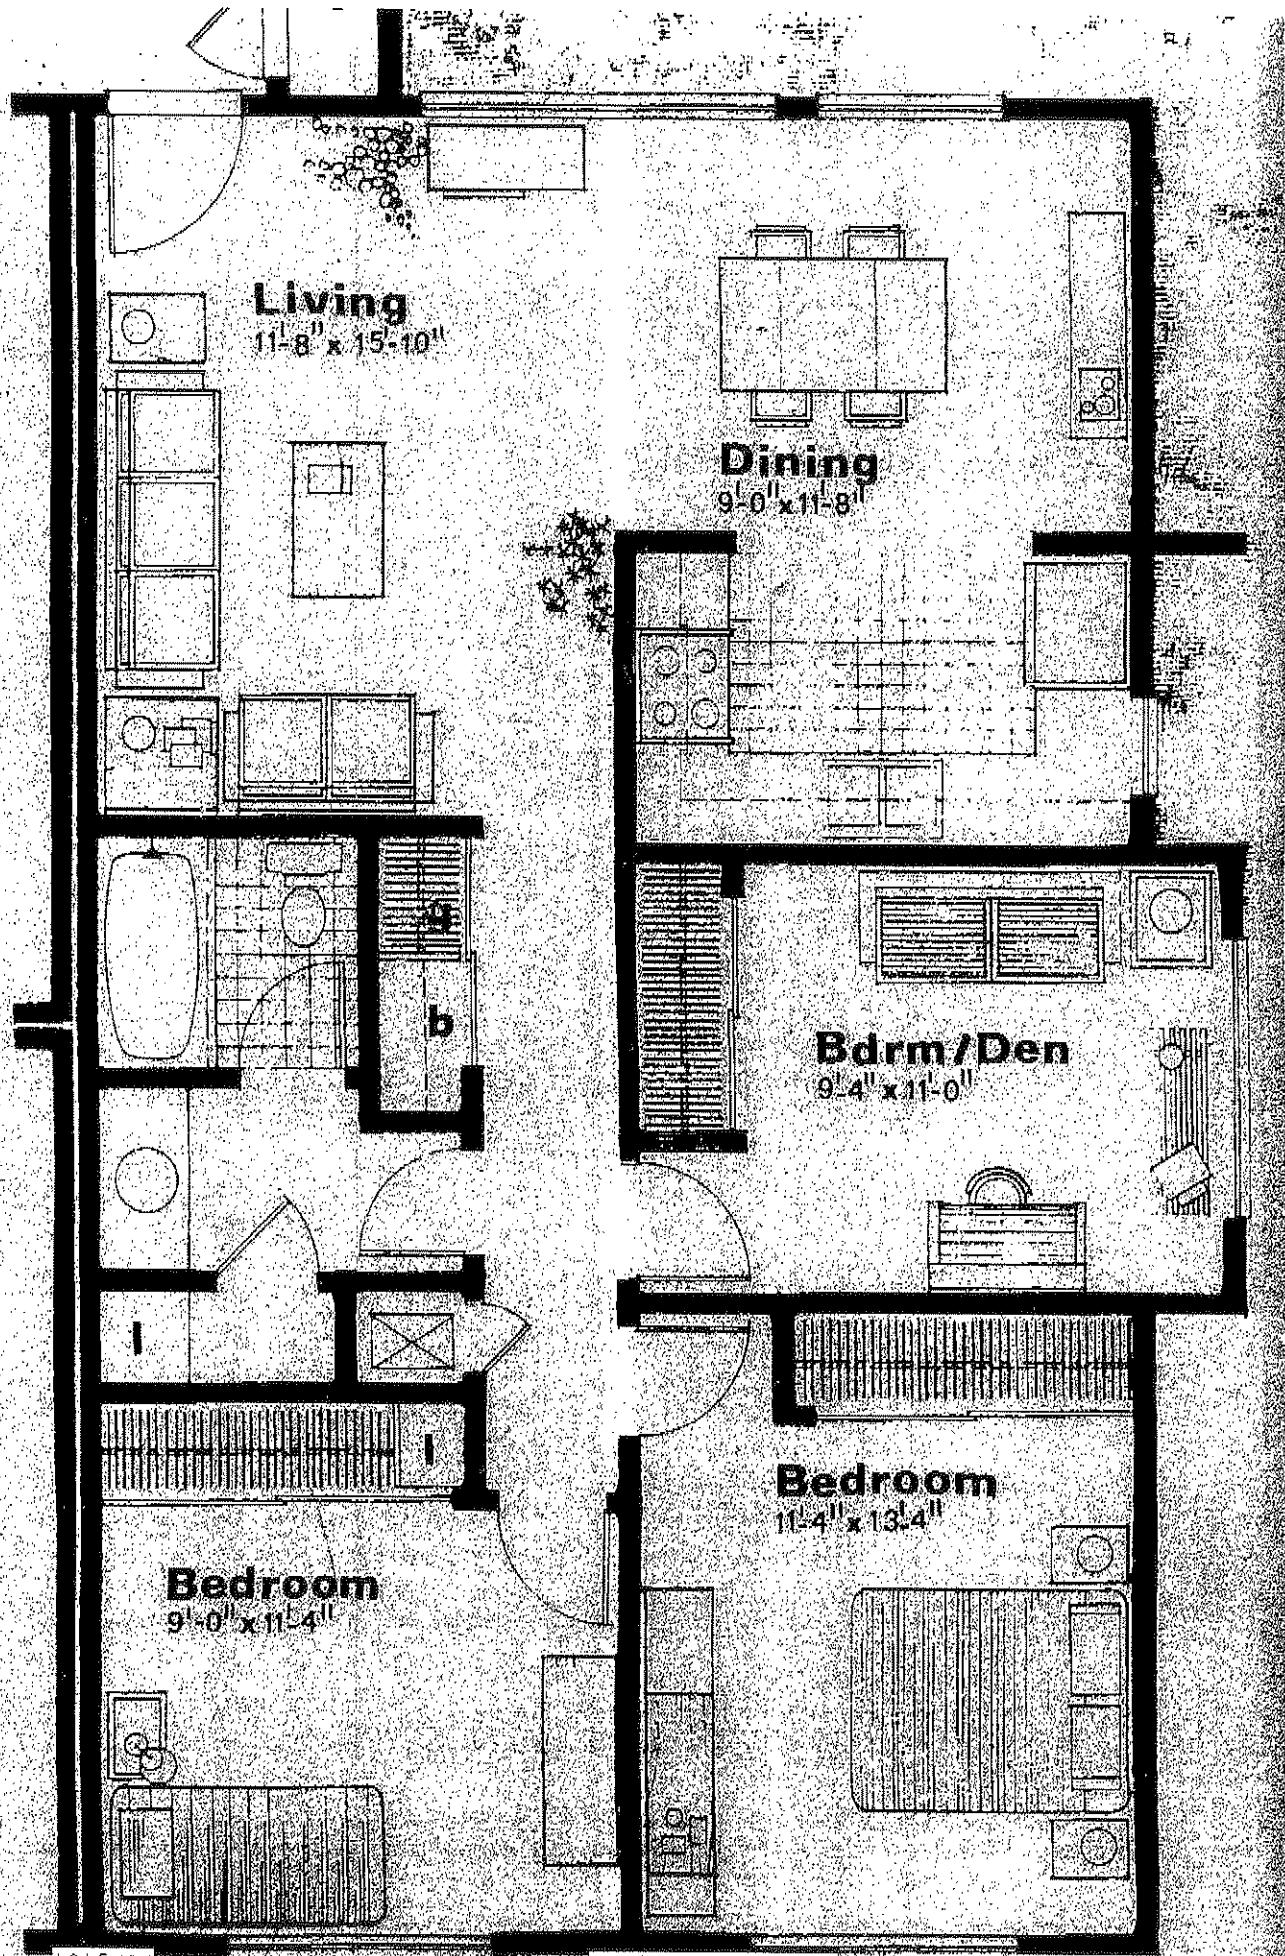 Living
11'-8" x 15'-10"
Dining
9'-0" x 11'-8"
g
b
Bdrm/Den
9'-4" x 11'-0"
l
l
Bedroom
11'-4" x 13'-4"
Bedroom
9'-0" x 11'-4"